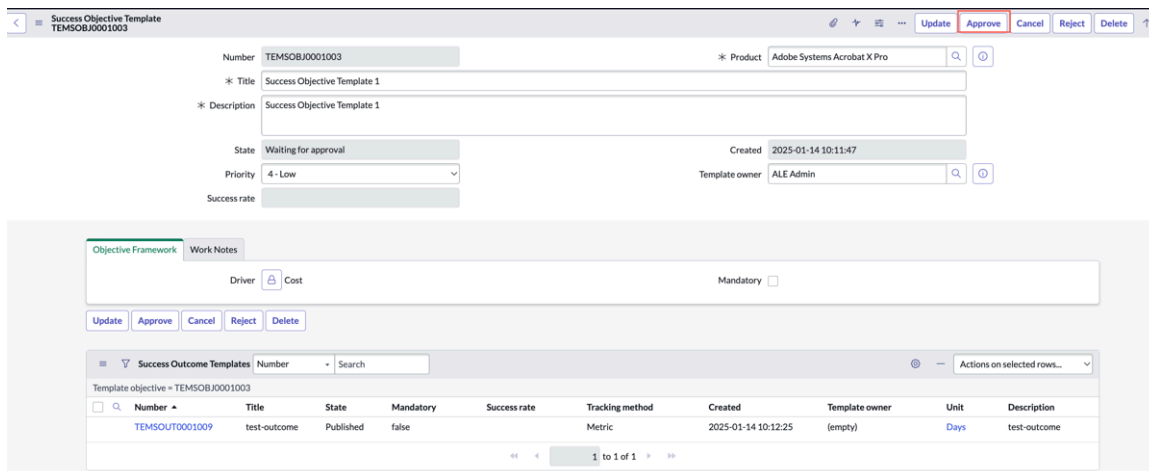 Success Objective Template
TEMSOBJ0001003
Update Approve Cancel Reject Delete
Number TEMSOBJ0001003
* Product Adobe Systems Acrobat X Pro
* Title Success Objective Template 1
* Description Success Objective Template 1
State Waiting for approval
Created 2025-01-14 10:11:47
Priority 4 - Low
Template owner ALE Admin
Success rate
Objective Framework Work Notes
Driver Cost
Mandatory
Update Approve Cancel Reject Delete
Success Outcome Templates Number Search Actions on selected rows...
Template objective = TEMSOBJ0001003
Number Title State Mandatory Success rate Tracking method Created Template owner Unit Description
TEMSOUT0001009 test-outcome Published false Metric 2025-01-14 10:12:25 (empty) Days test-outcome
1 to 1 of 1